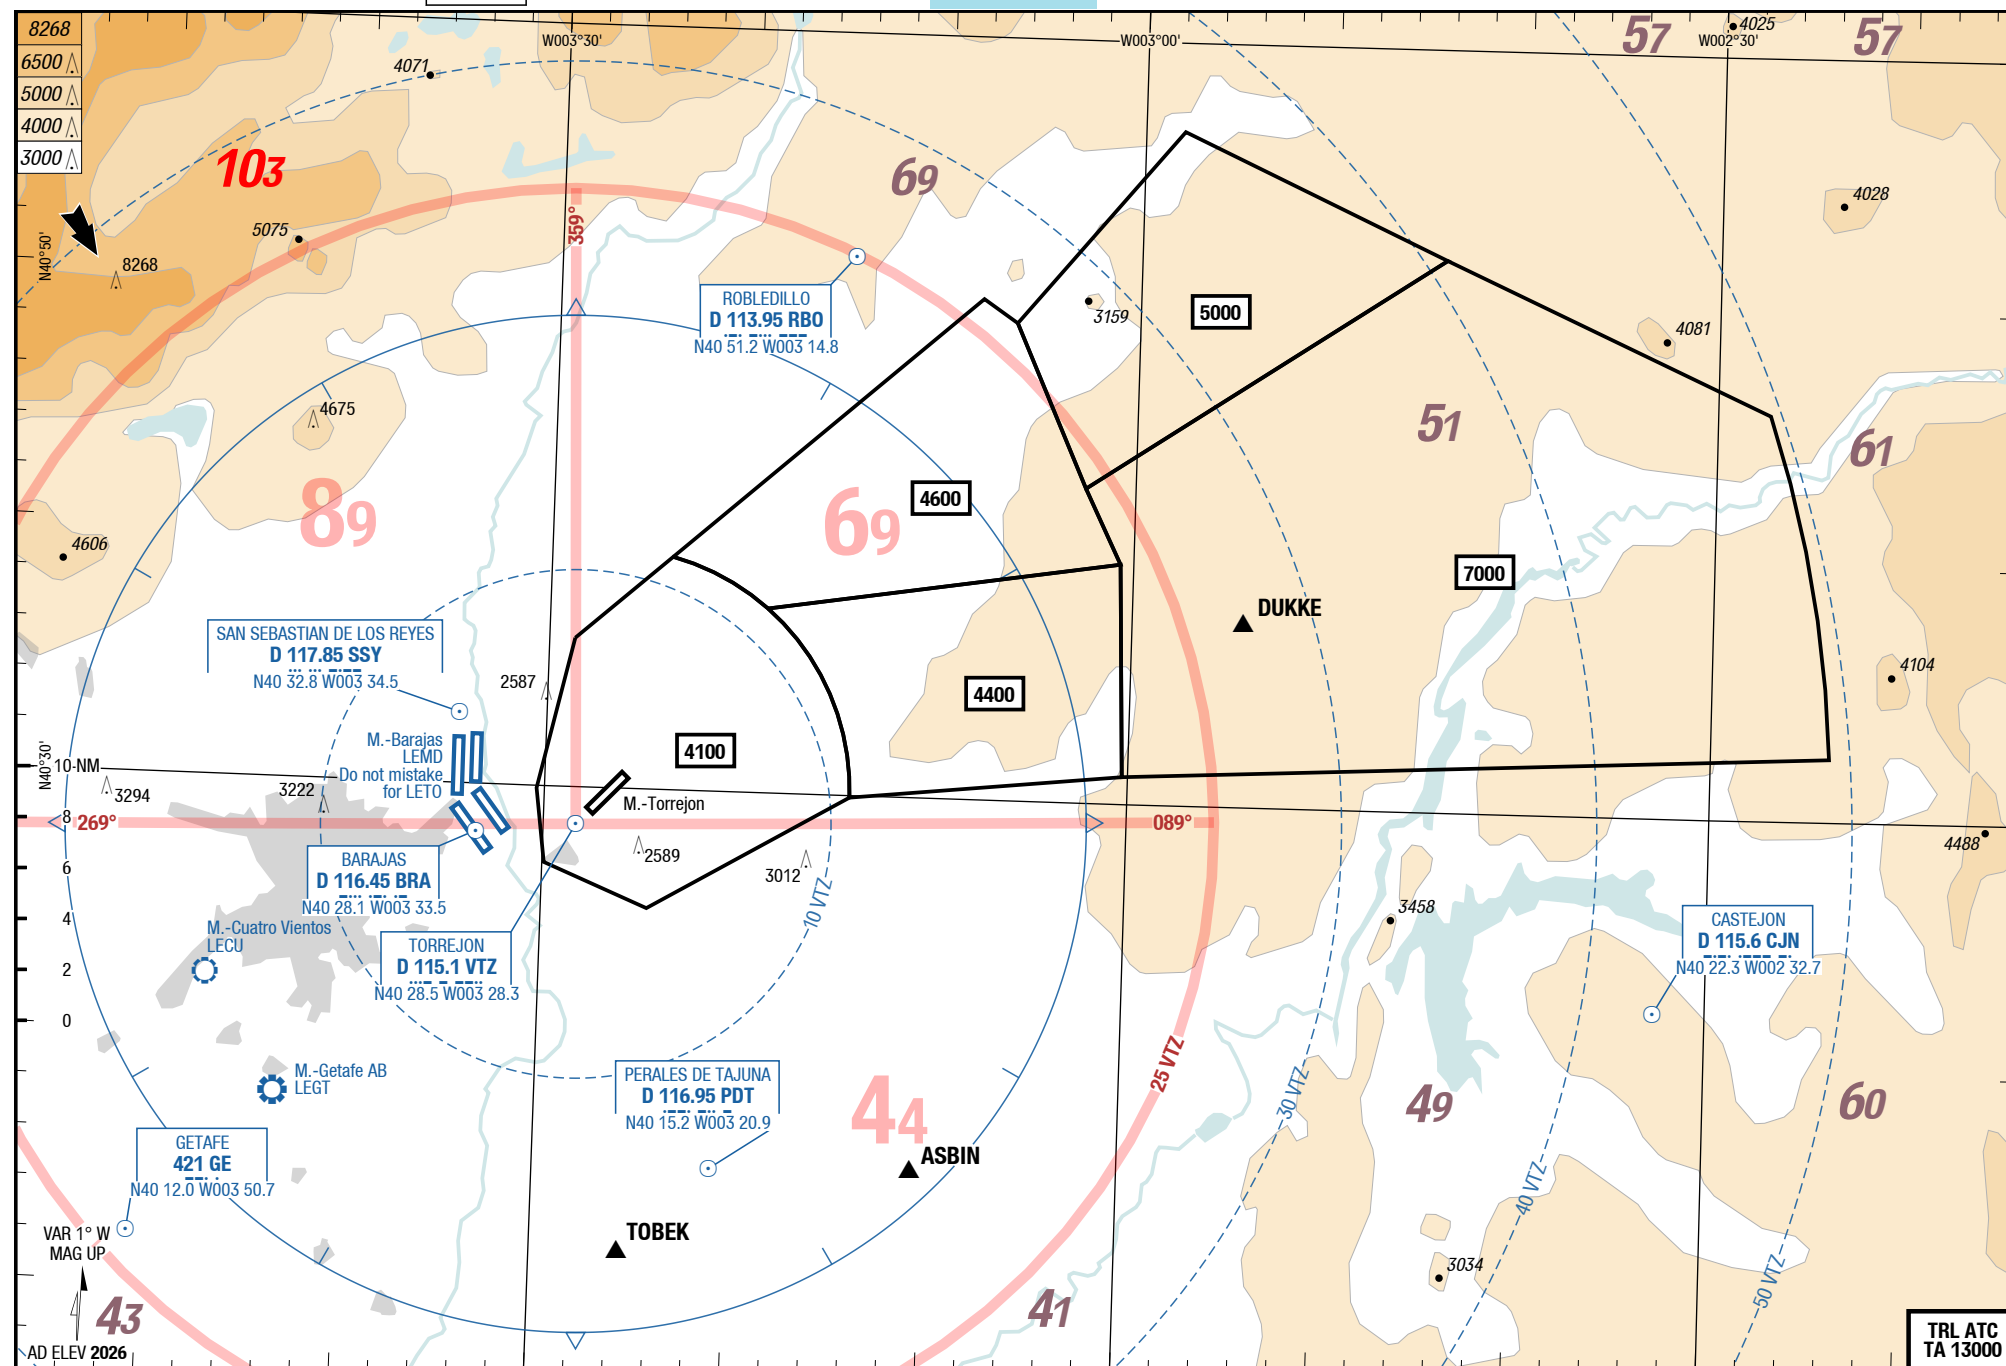 8268
6500
5000
4000
3000
W003°30'
W003°00'
W002°30'
4025
57
57
4071
103
69
4028
N40°50'
5075
8268
359°
ROBLEDILLO
D 113.95 RBO
N40 51.2 W003 14.8
3159
5000
4081
4675
51
61
89
69
4600
4606
7000
DUKKE
SAN SEBASTIAN DE LOS REYES
D 117.85 SSY
N40 32.8 W003 34.5
2587
4400
4104
M.-Barajas
LEMD
Do not mistake
for LETO
4100
N40°30'
10 NM
8
6
4
2
0
3294
3222
M.-Torrejon
269°
089°
2589
3012
4488
BARAJAS
D 116.45 BRA
N40 28.1 W003 33.5
10 VTZ
3458
M.-Cuatro Vientos
LECU
TORREJON
D 115.1 VTZ
N40 28.5 W003 28.3
CASTEJON
D 115.6 CJN
N40 22.3 W002 32.7
M.-Getafe AB
LEGT
PERALES DE TAJUNA
D 116.95 PDT
N40 15.2 W003 20.9
25 VTZ
30 VTZ
49
60
44
GETAFE
421 GE
N40 12.0 W003 50.7
ASBIN
40 VTZ
TOBEK
VAR 1° W
MAG UP
3034
50 VTZ
43
41
AD ELEV 2026
TRL ATC
TA 13000